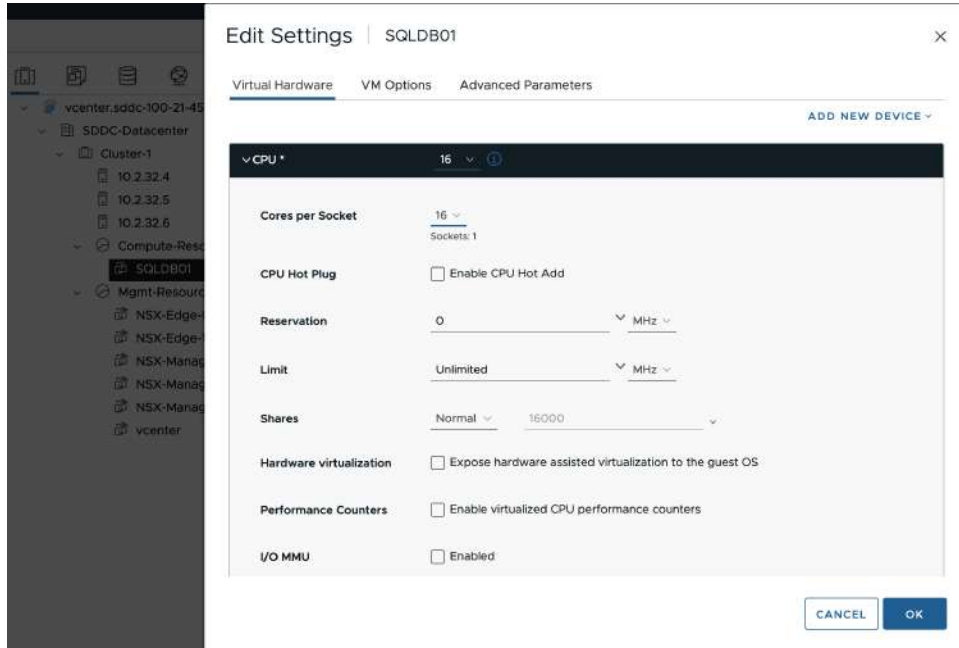 Edit Settings SQLDB01
Virtual Hardware VM Options Advanced Parameters
ADD NEW DEVICE
vcenter.sddc-100-21-45
SDDC-Datacenter
Cluster-1
10.2.32.4
10.2.32.5
10.2.32.6
Compute-Reso
SQLDB01
Mgmt-Resourc
NSX-Edge-
NSX-Edge-
NSX-Manag
NSX-Manag
NSX-Manag
vcenter
CPU * 16
Cores per Socket 16
Sockets: 1
CPU Hot Plug Enable CPU Hot Add
Reservation 0 MHz
Limit Unlimited MHz
Shares Normal 16000
Hardware virtualization Expose hardware assisted virtualization to the guest OS
Performance Counters Enable virtualized CPU performance counters
I/O MMU Enabled
CANCEL OK